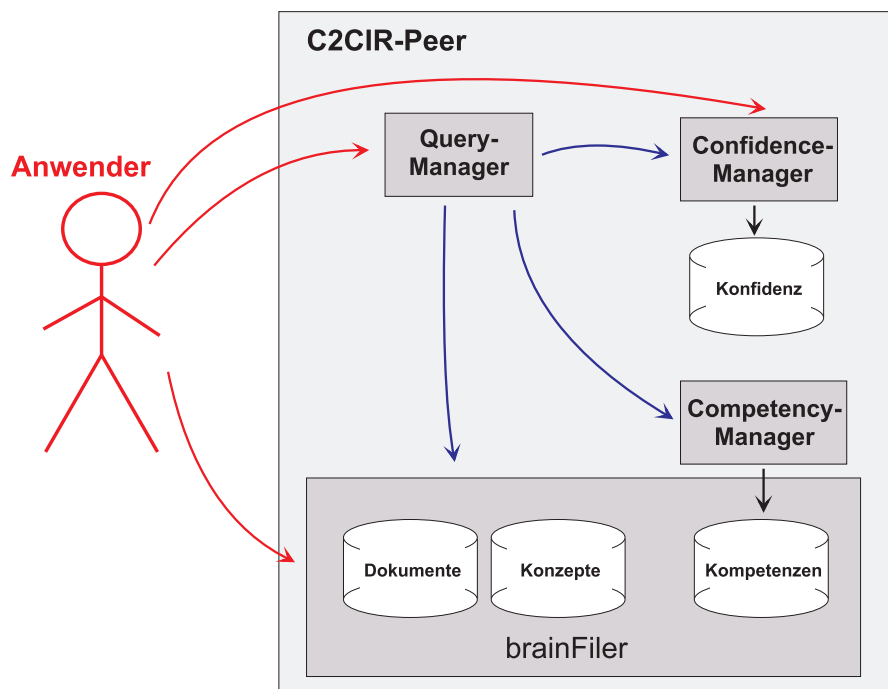 C2CIR-Peer
Anwender
Query-
Manager
Confidence-
Manager
Konfidenz
Competency-
Manager
Dokumente
Konzepte
Kompetenzen
brainFiler